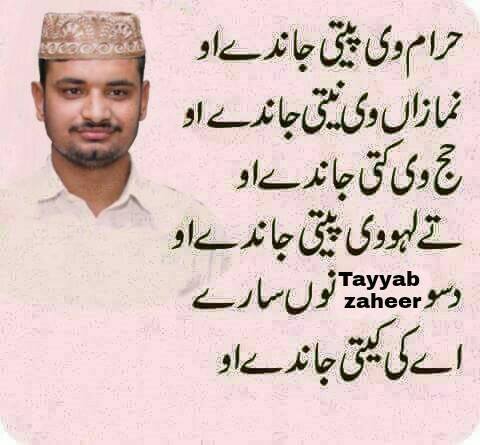 حرام وی پیتی جاندے او
نمازاں وی نیتی جاندے او
حج وی کتی جاندے او
تے لہو وی پیتی جاندے او
دسو Tayyab zaheer نوں سارے
اے کی کیتی جاندے او